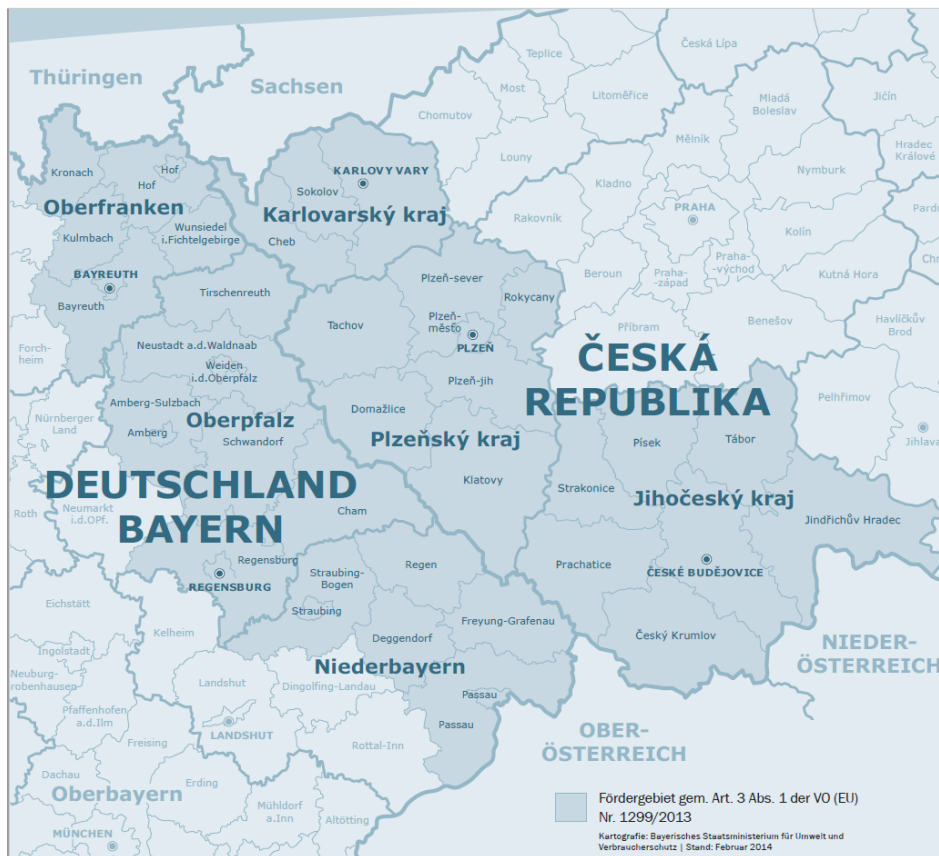 Thüringen
Sachsen
Teplice
Česká Lípa
Most
Litoměřice
Mladá
Boleslav
Jičín
Chomutov
Mělník
Hradec
Králové
Louny
Kladno
Nymburk
Kronach
Hof
Hof
KARLOVY VARY
Sokolov
Oberfranken
Karlovarský kraj
Rakovník
PRAHA
Pard
Kulmbach
Wunsiedel
i.Fichtelgebirge
Cheb
Kolín
Chr
BAYREUTH
Bayreuth
Tirschenreuth
Plzeň-sever
Rokycany
Beroun
Praha-
-západ
Praha-
-východ
Kutná Hora
Forch-
heim
Neustadt a.d.Waldnaab
Tachov
Plzeň-
město
PLZEŇ
Příbram
Benešov
Havlíčkův
Brod
Weiden
i.d.Oberpfalz
Plzeň-jih
ČESKÁ
REPUBLIKA
Pelhřimov
Nürnberger
Land
Amberg-Sulzbach
Amberg
Oberpfalz
Schwandorf
Domažlice
Plzeňský kraj
Písek
Tábor
Jihlava
DEUTSCHLAND
BAYERN
Klatovy
Strakonice
Jihočeský kraj
Jindřichův Hradec
Roth
Neumarkt
i.d.OPf.
Cham
Regensburg
REGENSBURG
Straubing-
Bogen
Straubing
Regen
Prachatice
ČESKÉ BUDĚJOVICE
Eichstätt
Kelheim
Deggendorf
Freyung-Grafenau
Český Krumlov
NIEDER-
ÖSTERREICH
Ingolstadt
Neuburg-
robenhausen
Niederbayern
Landshut
Dingolfing-Landau
Passau
Passau
Pfaffenhofen
a.d.Ilm
LANDSHUT
Rottal-Inn
OBER-
ÖSTERREICH
Freising
Dachau
Erding
Oberbayern
Mühldorf
a.Inn
Altötting
MÜNCHEN
Fördergebiet gem. Art. 3 Abs. 1 der VO (EU)
Nr. 1299/2013
Kartografie: Bayerisches Staatsministerium für Umwelt und
Verbraucherschutz | Stand: Februar 2014